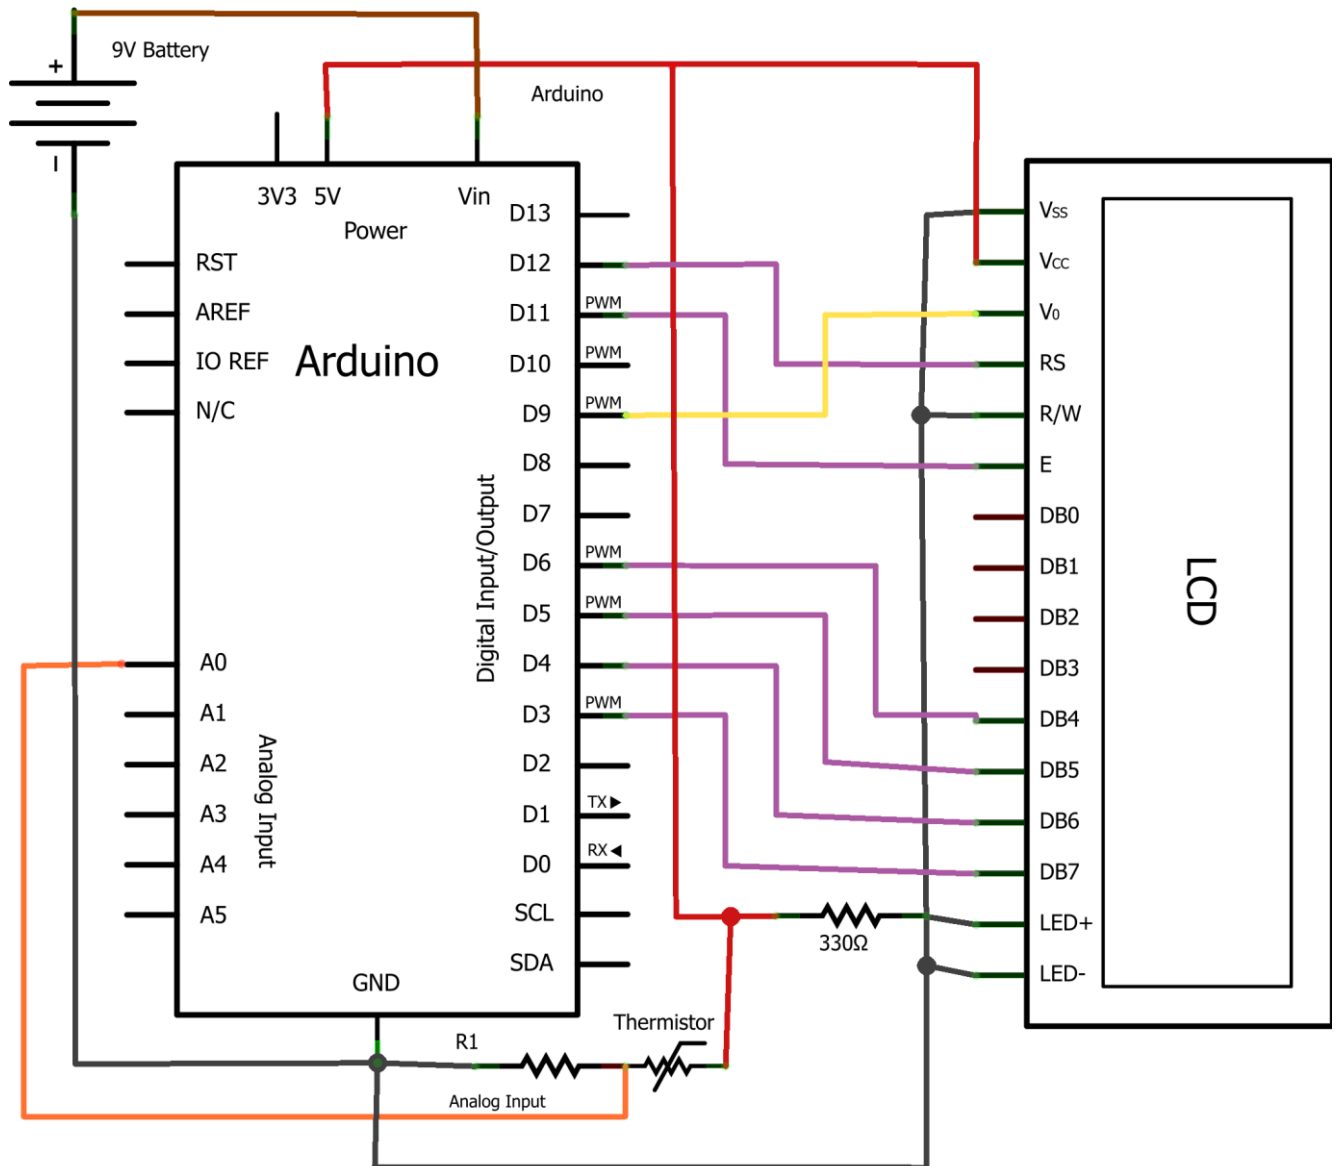 9V Battery
+
−
Arduino
3V3 5V Vin
Power
RST
AREF
IO REF
N/C
Arduino
A0
A1
A2
A3
A4
A5
Analog Input
D13
D12
D11 PWM
D10 PWM
D9 PWM
D8
D7
D6 PWM
D5 PWM
D4
D3 PWM
D2
D1 TX▶
D0 RX◀
SCL
SDA
Digital Input/Output
GND
VSS
VCC
V0
RS
R/W
E
DB0
DB1
DB2
DB3
DB4
DB5
DB6
DB7
LED+
LED-
LCD
330Ω
R1
Thermistor
Analog Input